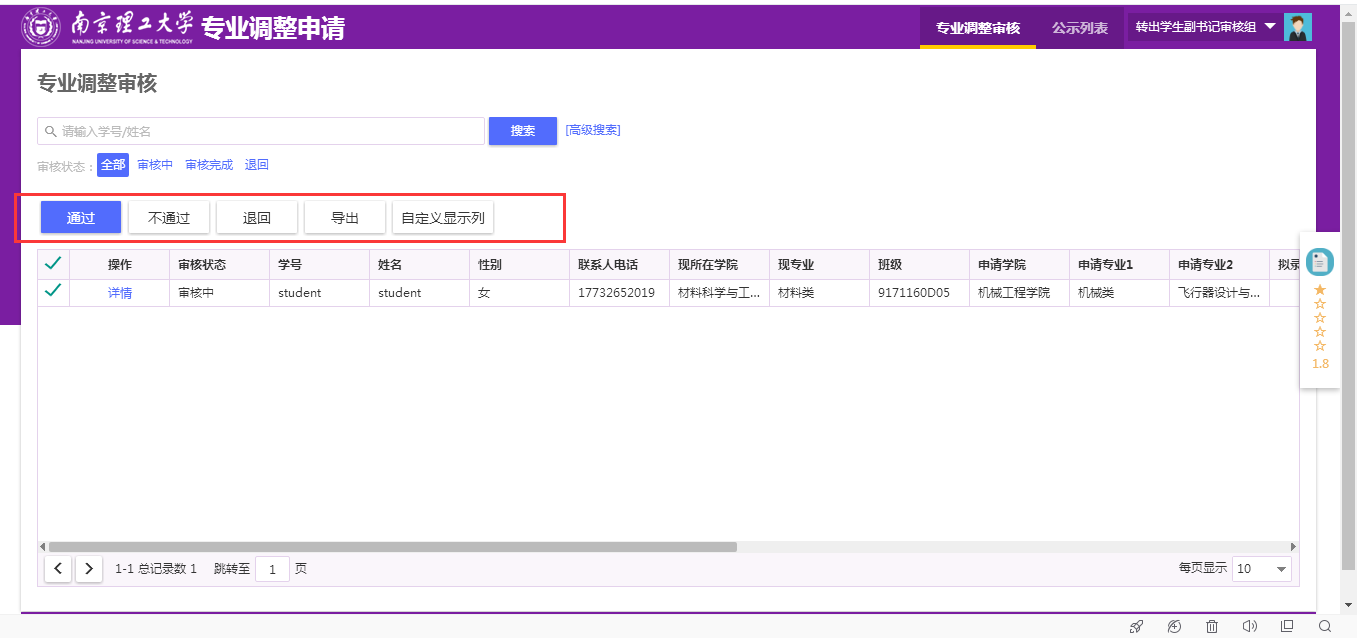 南京理工大学 专业调整申请 专业调整审核 公示列表 转出学生副书记审核组
NANJING UNIVERSITY OF SCIENCE & TECHNOLOGY
专业调整审核
请输入学号/姓名 搜索 [高级搜索]
审核状态： 全部 审核中 审核完成 退回
通过 不通过 退回 导出 自定义显示列
操作 审核状态 学号 姓名 性别 联系人电话 现所在学院 现专业 班级 申请学院 申请专业1 申请专业2 拟录
详情 审核中 student student 女 17732652019 材料科学与工... 材料类 9171160D05 机械工程学院 机械类 飞行器设计与...
1.8
1-1 总记录数 1 跳转至 1 页 每页显示 10